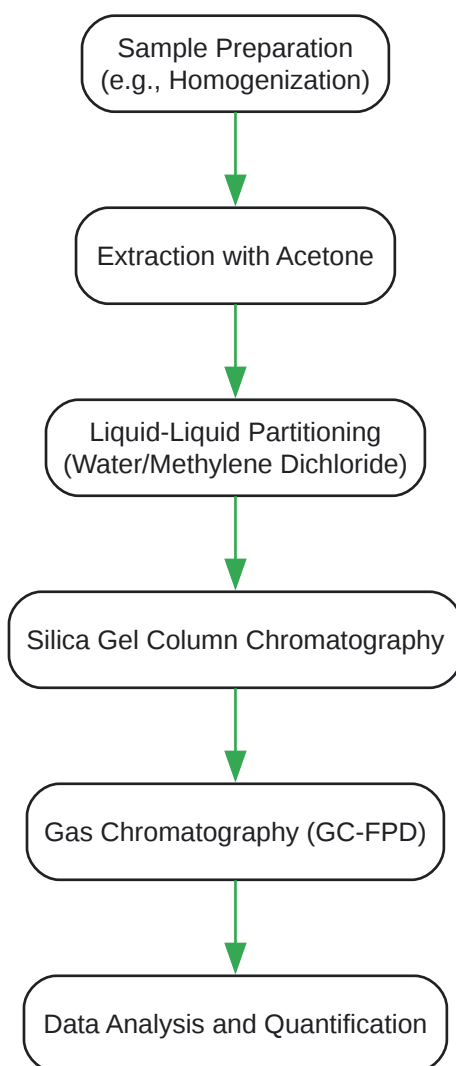 Sample Preparation
(e.g., Homogenization)
Extraction with Acetone
Liquid-Liquid Partitioning
(Water/Methylene Dichloride)
Silica Gel Column Chromatography
Gas Chromatography (GC-FPD)
Data Analysis and Quantification